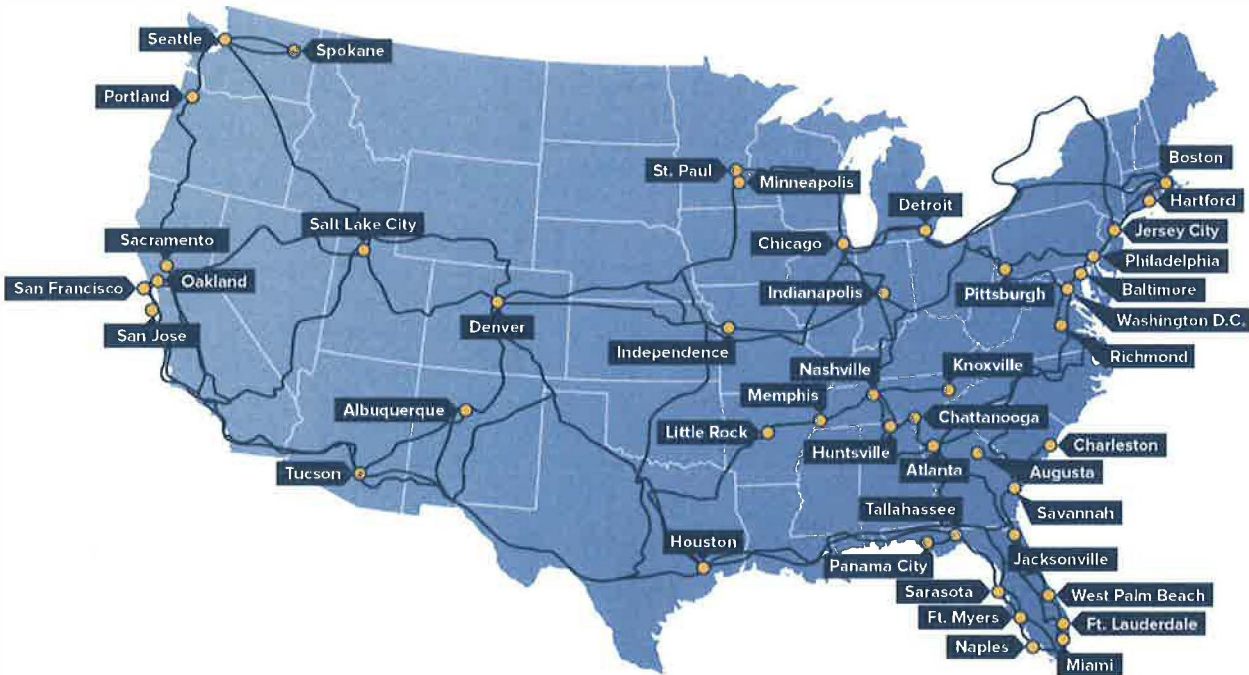 Seattle
Spokane
Portland
Boston
St. Paul
Minneapolis
Hartford
Detroit
Salt Lake City
Jersey City
Sacramento
Chicago
Philadelphia
Oakland
San Francisco
Indianapolis
Pittsburgh
Baltimore
Washington D.C.
San Jose
Denver
Independence
Richmond
Nashville
Knoxville
Memphis
Albuquerque
Chattanooga
Little Rock
Charleston
Huntsville
Atlanta
Tucson
Augusta
Tallahassee
Savannah
Houston
Jacksonville
Panama City
Sarasota
West Palm Beach
Ft. Myers
Ft. Lauderdale
Naples
Miami